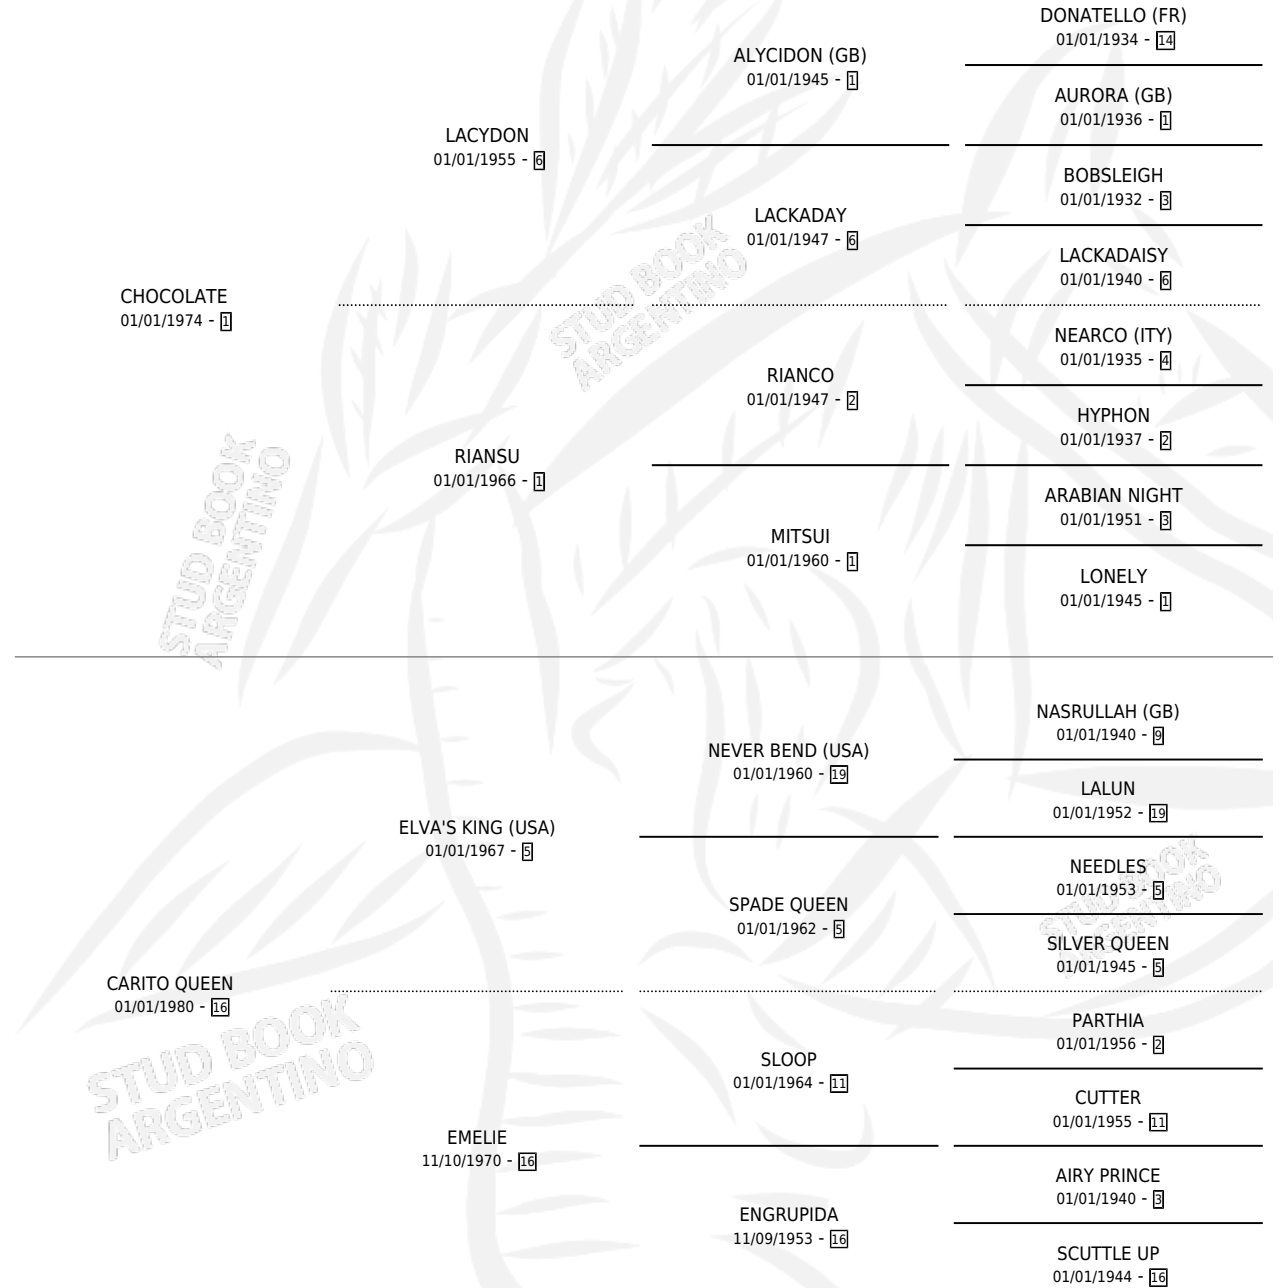 DONATELLO (FR)
01/01/1934 - 14
ALYCIDON (GB)
01/01/1945 - 1
AURORA (GB)
01/01/1936 - 1
LACYDON
01/01/1955 - 6
BOBSLEIGH
01/01/1932 - 3
LACKADAY
01/01/1947 - 6
LACKADAISY
01/01/1940 - 6
CHOCOLATE
01/01/1974 - 1
NEARCO (ITY)
01/01/1935 - 4
RIANCO
01/01/1947 - 2
HYPHON
01/01/1937 - 2
RIANSU
01/01/1966 - 1
ARABIAN NIGHT
01/01/1951 - 3
MITSUI
01/01/1960 - 1
LONELY
01/01/1945 - 1
NASRULLAH (GB)
01/01/1940 - 9
NEVER BEND (USA)
01/01/1960 - 19
LALUN
01/01/1952 - 19
ELVA'S KING (USA)
01/01/1967 - 5
NEEDLES
01/01/1953 - 5
SPADE QUEEN
01/01/1962 - 5
SILVER QUEEN
01/01/1945 - 5
CARITO QUEEN
01/01/1980 - 16
PARTHIA
01/01/1956 - 2
SLOOP
01/01/1964 - 11
CUTTER
01/01/1955 - 11
EMELIE
11/10/1970 - 16
AIRY PRINCE
01/01/1940 - 3
ENGRUPIDA
11/09/1953 - 16
SCUTTLE UP
01/01/1944 - 16
STUD BOOK
ARGENTINO
STUD BOOK
ARGENTINO
STUD BOOK
ARGENTINO
STUD BOOK
ARGENTINO